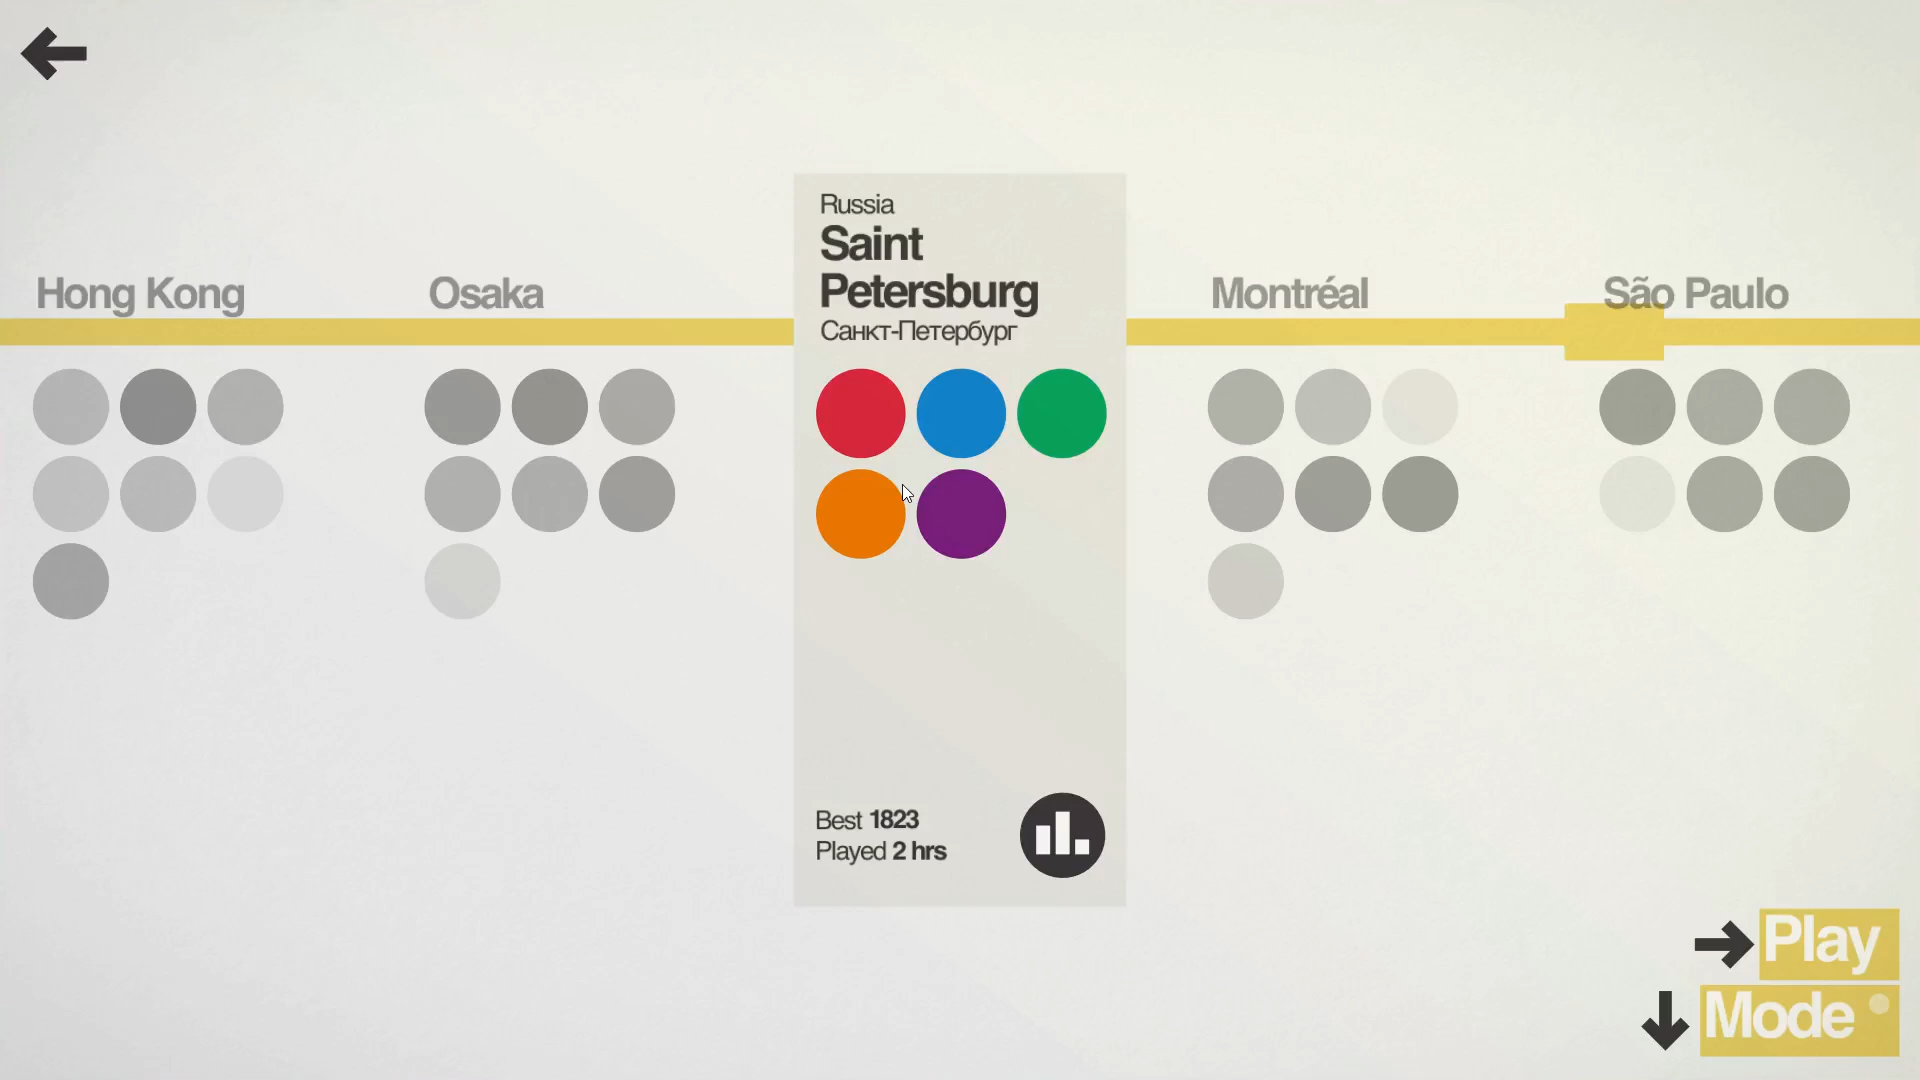 Hong Kong
Osaka
Russia
Saint
Petersburg
Санкт-Петербург
Montréal
São Paulo
Best 1823
Played 2 hrs
Play
Mode